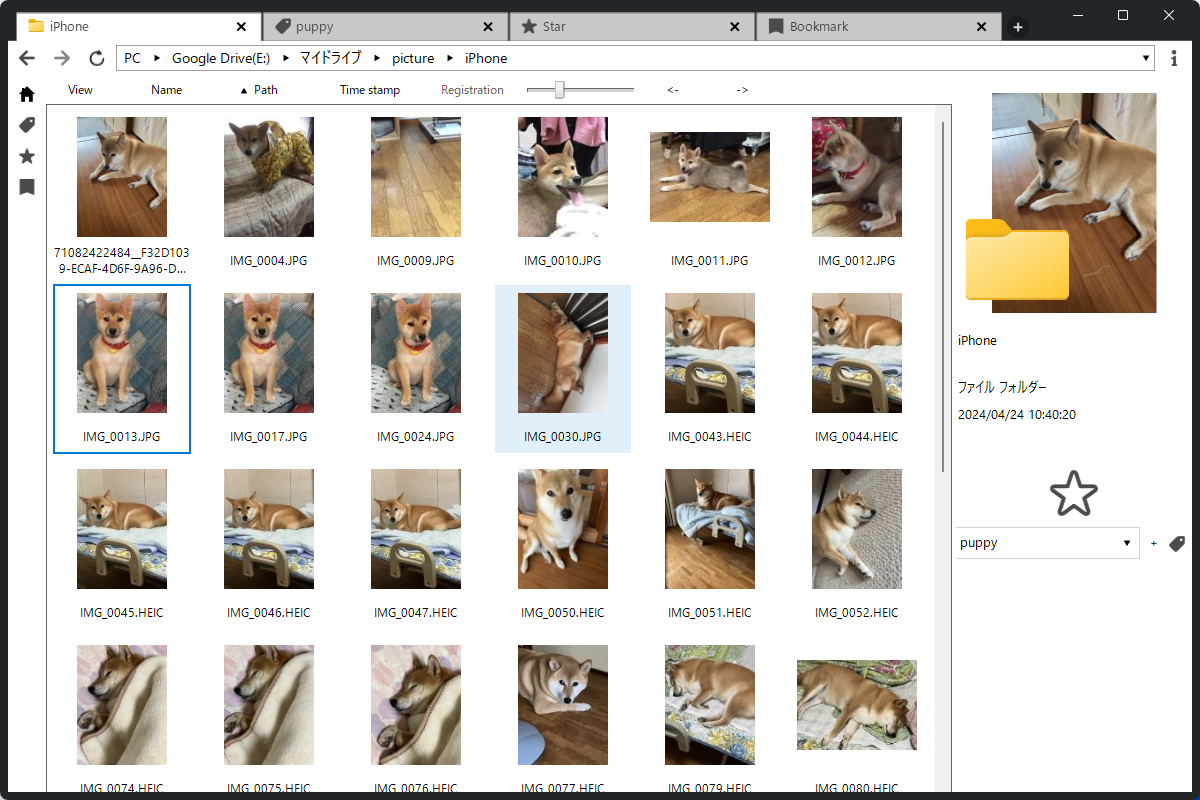 iPhone
puppy
Star
Bookmark
PC Google Drive(E:) マイドライブ picture iPhone
View Name Path Time stamp Registration <- ->
71082422484__F32D103
9-ECAF-4D6F-9A96-D...
IMG_0004.JPG
IMG_0009.JPG
IMG_0010.JPG
IMG_0011.JPG
IMG_0012.JPG
IMG_0013.JPG
IMG_0017.JPG
IMG_0024.JPG
IMG_0030.JPG
IMG_0043.HEIC
IMG_0044.HEIC
IMG_0045.HEIC
IMG_0046.HEIC
IMG_0047.HEIC
IMG_0050.HEIC
IMG_0051.HEIC
IMG_0052.HEIC
IMG_0074.HEIC
IMG_0075.HEIC
IMG_0076.HEIC
IMG_0077.HEIC
IMG_0079.HEIC
IMG_0080.HEIC
iPhone
ファイル フォルダー
2024/04/24 10:40:20
puppy